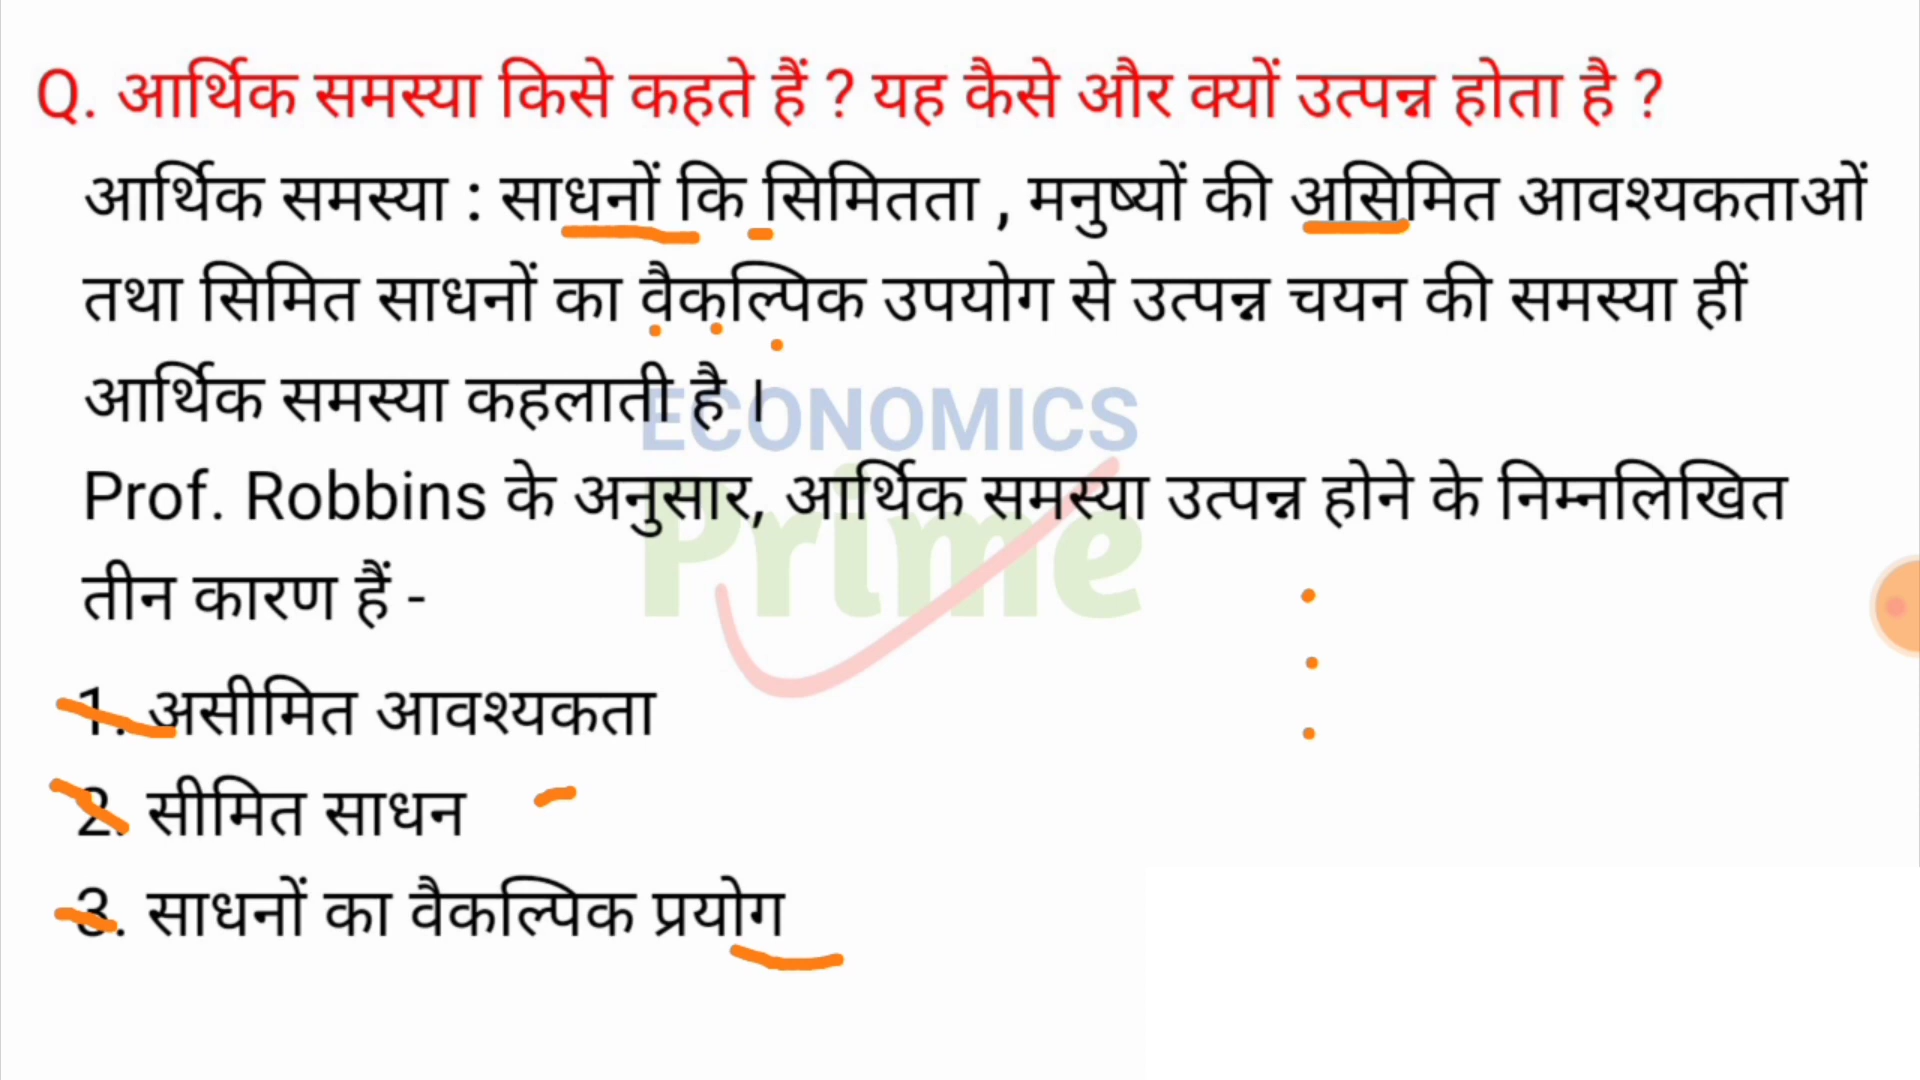 Q. आर्थिक समस्या किसे कहते हैं ? यह कैसे और क्यों उत्पन्न होता है ?
आर्थिक समस्या : साधनों कि सिमितता , मनुष्यों की असिमित आवश्यकताओं
तथा सिमित साधनों का वैकल्पिक उपयोग से उत्पन्न चयन की समस्या हीं
आर्थिक समस्या कहलाती है ।
ECONOMICS
Prof. Robbins के अनुसार, आर्थिक समस्या उत्पन्न होने के निम्नलिखित
Prime
तीन कारण हैं -
1. असीमित आवश्यकता
2. सीमित साधन
3. साधनों का वैकल्पिक प्रयोग